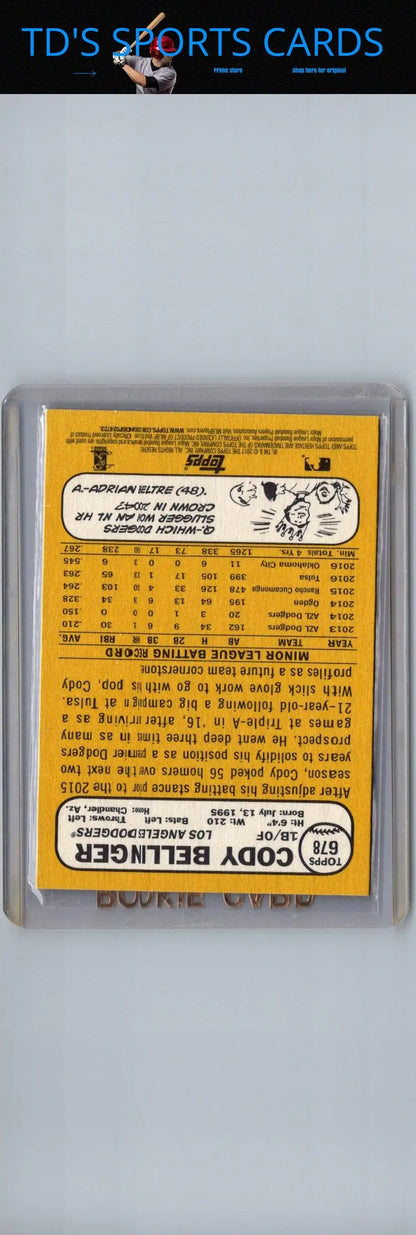 TD'S SPORTS CARDS
Prime store
shop here for original
678
TOPPS
CODY BELLINGER
1B/OF
LOS ANGELES DODGERS®
Ht: 6'4" Wt: 210 Bats: Left Throws: Left
Born: July 13, 1995 Home: Chandler, Az.
After adjusting his batting stance prior to the 2015
season, Cody poked 56 homers over the next two
years to solidify his position as a premier Dodgers
prospect. He went deep three times in as many
games at Triple-A in '16, after arriving as a
21-year-old following a big campaign at Tulsa.
With slick glove work to go with his pop, Cody
profiles as a future team cornerstone
MINOR LEAGUE BATTING RECORD
YEAR TEAM AB H 2B 3B HR RBI AVG.
2013 AZL Dodgers 162 34 9 6 1 30 .210
2014 AZL Dodgers 20 3 1 0 0 0 .150
2014 Ogden 195 64 13 6 3 34 .328
2015 Rancho Cucamonga 478 126 33 4 30 103 .264
2016 Tulsa 399 105 17 1 23 65 .263
2016 Oklahoma City 11 6 0 0 3 6 .545
Min. Totals 4 Yrs. 1265 338 73 17 60 238 .267
Q-WHICH DODGERS
SLUGGER WON AN NL HR
CROWN IN 2004?
A.-ADRIAN BELTRE (48).
topps
ROOKIE CARD